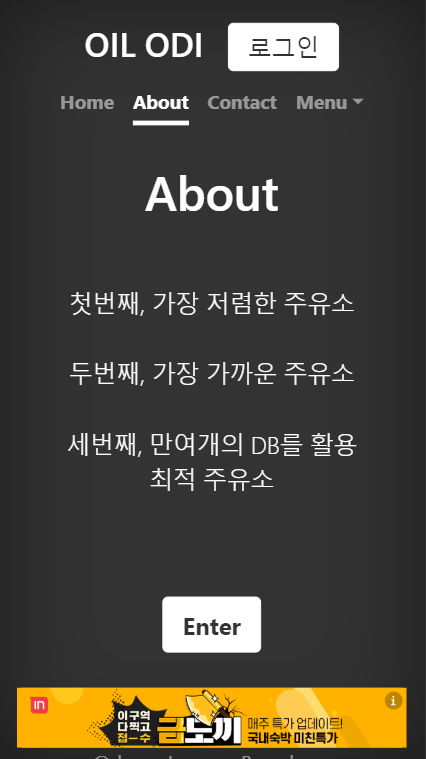 OIL ODI 로그인
Home About Contact Menu
About
첫번째, 가장 저렴한 주유소
두번째, 가장 가까운 주유소
세번째, 만여개의 DB를 활용
최적 주유소
Enter
in
이구역
다찍고
접수
금도끼
매주 특가 업데이트!
국내숙박 미친특가
i